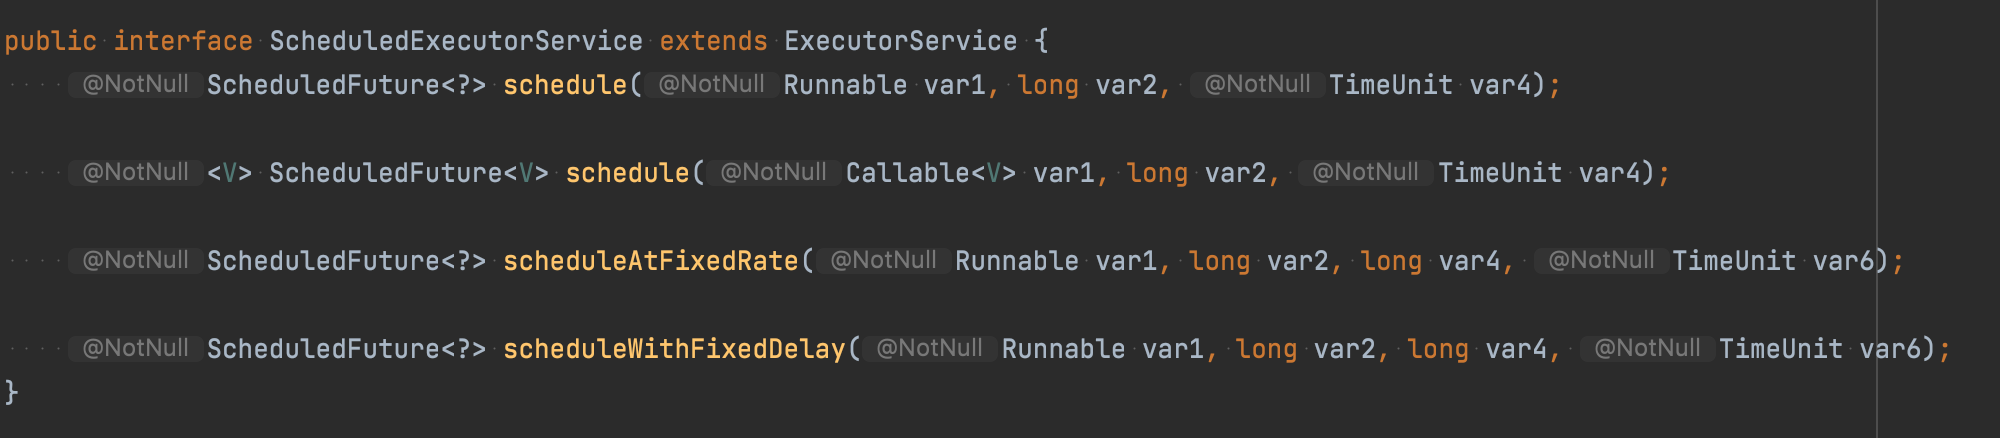 public interface ScheduledExecutorService extends ExecutorService {
@NotNull ScheduledFuture<?> schedule(@NotNull Runnable var1, long var2, @NotNull TimeUnit var4);
@NotNull <V> ScheduledFuture<V> schedule(@NotNull Callable<V> var1, long var2, @NotNull TimeUnit var4);
@NotNull ScheduledFuture<?> scheduleAtFixedRate(@NotNull Runnable var1, long var2, long var4, @NotNull TimeUnit var6);
@NotNull ScheduledFuture<?> scheduleWithFixedDelay(@NotNull Runnable var1, long var2, long var4, @NotNull TimeUnit var6);
}